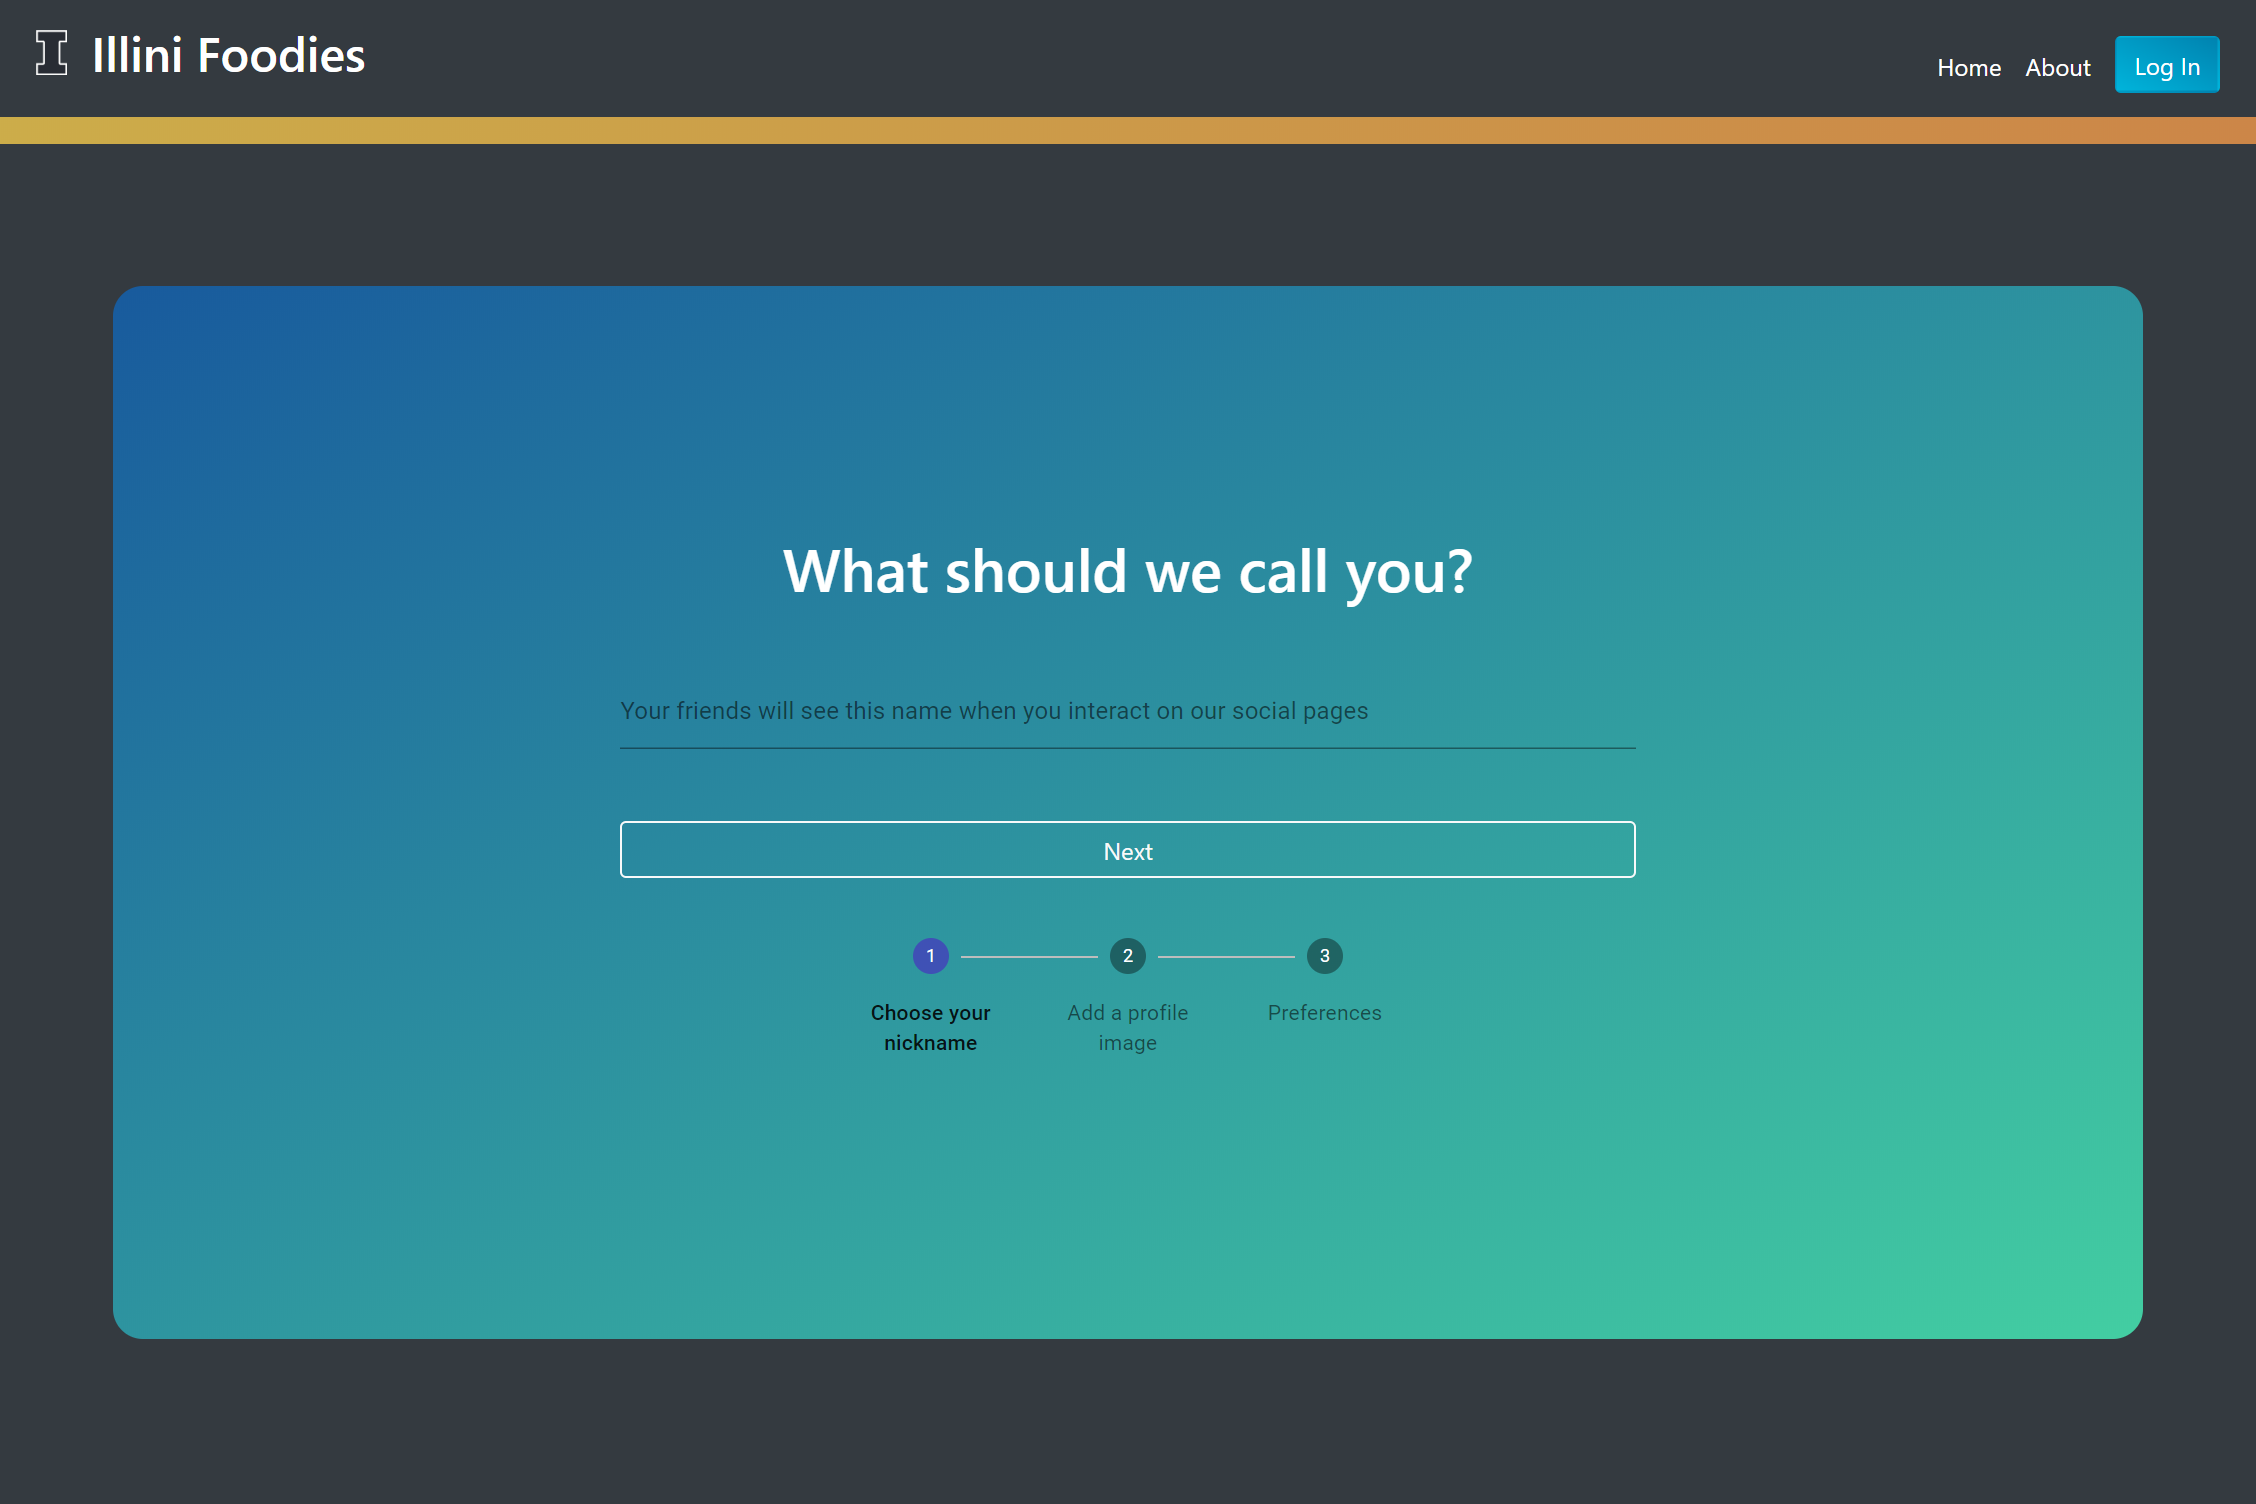 Illini Foodies
Home About Log In
What should we call you?
Your friends will see this name when you interact on our social pages
Next
1 2 3
Choose your nickname
Add a profile image
Preferences